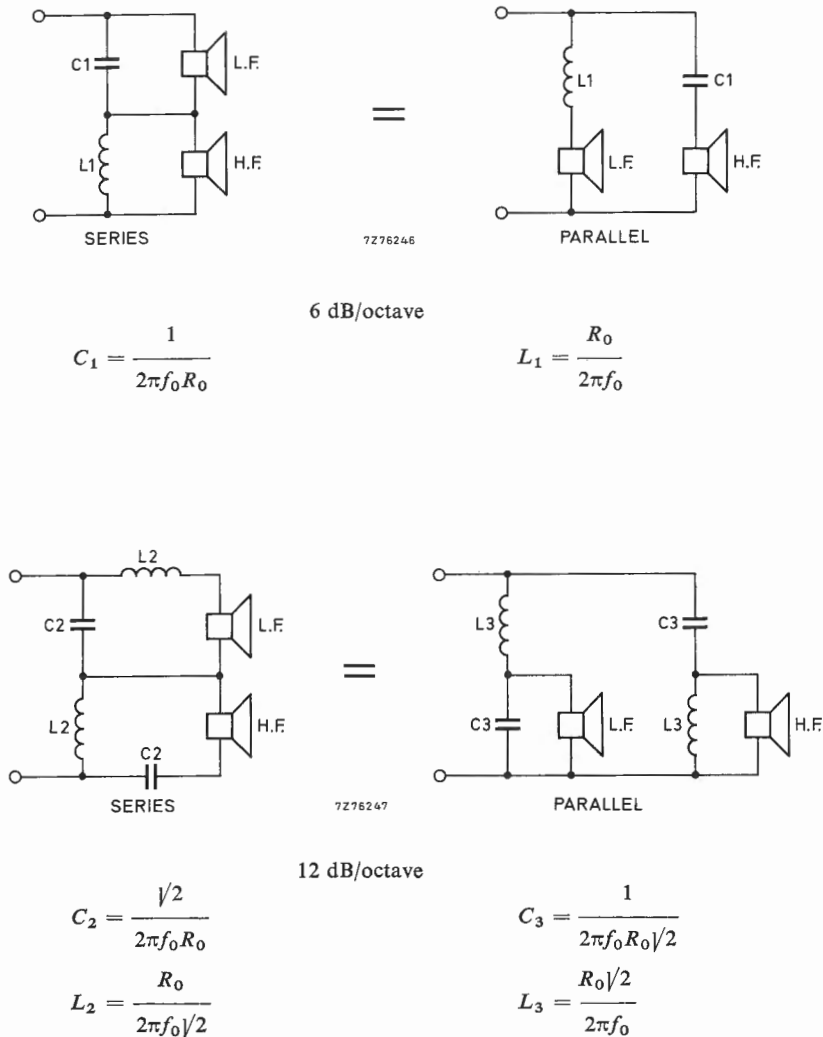 C1
L.F.
L1
H.F.
SERIES
=
L1
C1
L.F.
H.F.
PARALLEL
7Z76246
6 dB/octave
C₁ = 1 / 2πf₀R₀
L₁ = R₀ / 2πf₀
L2
C2
L.F.
L2
H.F.
C2
SERIES
=
L3
C3
C3
L.F.
L3
H.F.
PARALLEL
7Z76247
12 dB/octave
C₂ = √2 / 2πf₀R₀
C₃ = 1 / 2πf₀R₀√2
L₂ = R₀ / 2πf₀√2
L₃ = R₀√2 / 2πf₀